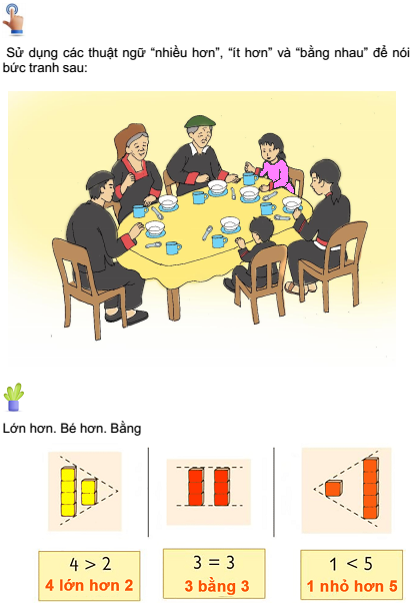 Sử dụng các thuật ngữ “nhiều hơn”, “ít hơn” và “bằng nhau” để nói
bức tranh sau:
Lớn hơn. Bé hơn. Bằng
4 > 2
4 lớn hơn 2
3 = 3
3 bằng 3
1 < 5
1 nhỏ hơn 5